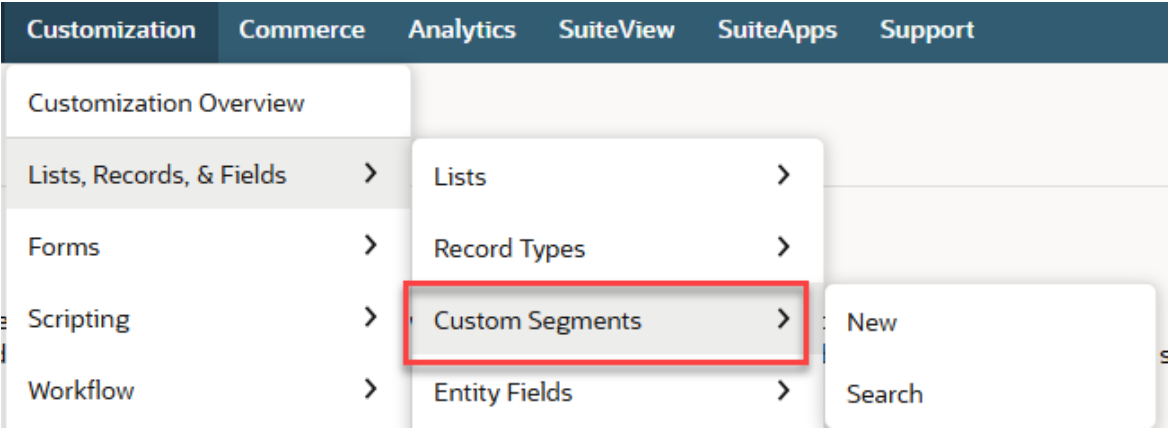 Customization Commerce Analytics SuiteView SuiteApps Support
Customization Overview
Lists, Records, & Fields
Forms
Scripting
Workflow
Lists
Record Types
Custom Segments
Entity Fields
New
Search